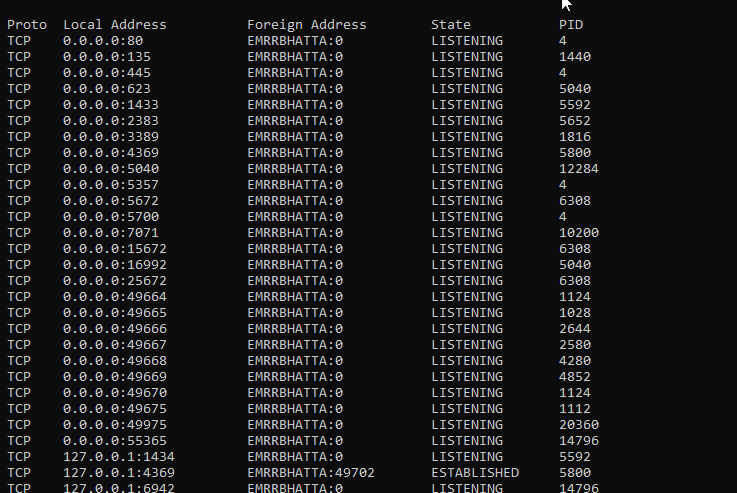 Proto Local Address Foreign Address State PID
TCP 0.0.0.0:80 EMRRBHATTA:0 LISTENING 4
TCP 0.0.0.0:135 EMRRBHATTA:0 LISTENING 1440
TCP 0.0.0.0:445 EMRRBHATTA:0 LISTENING 4
TCP 0.0.0.0:623 EMRRBHATTA:0 LISTENING 5040
TCP 0.0.0.0:1433 EMRRBHATTA:0 LISTENING 5592
TCP 0.0.0.0:2383 EMRRBHATTA:0 LISTENING 5652
TCP 0.0.0.0:3389 EMRRBHATTA:0 LISTENING 1816
TCP 0.0.0.0:4369 EMRRBHATTA:0 LISTENING 5800
TCP 0.0.0.0:5040 EMRRBHATTA:0 LISTENING 12284
TCP 0.0.0.0:5357 EMRRBHATTA:0 LISTENING 4
TCP 0.0.0.0:5672 EMRRBHATTA:0 LISTENING 6308
TCP 0.0.0.0:5700 EMRRBHATTA:0 LISTENING 4
TCP 0.0.0.0:7071 EMRRBHATTA:0 LISTENING 10200
TCP 0.0.0.0:15672 EMRRBHATTA:0 LISTENING 6308
TCP 0.0.0.0:16992 EMRRBHATTA:0 LISTENING 5040
TCP 0.0.0.0:25672 EMRRBHATTA:0 LISTENING 6308
TCP 0.0.0.0:49664 EMRRBHATTA:0 LISTENING 1124
TCP 0.0.0.0:49665 EMRRBHATTA:0 LISTENING 1028
TCP 0.0.0.0:49666 EMRRBHATTA:0 LISTENING 2644
TCP 0.0.0.0:49667 EMRRBHATTA:0 LISTENING 2580
TCP 0.0.0.0:49668 EMRRBHATTA:0 LISTENING 4280
TCP 0.0.0.0:49669 EMRRBHATTA:0 LISTENING 4852
TCP 0.0.0.0:49670 EMRRBHATTA:0 LISTENING 1124
TCP 0.0.0.0:49675 EMRRBHATTA:0 LISTENING 1112
TCP 0.0.0.0:49975 EMRRBHATTA:0 LISTENING 20360
TCP 0.0.0.0:55365 EMRRBHATTA:0 LISTENING 14796
TCP 127.0.0.1:1434 EMRRBHATTA:0 LISTENING 5592
TCP 127.0.0.1:4369 EMRRBHATTA:49702 ESTABLISHED 5800
TCP 127.0.0.1:6942 EMRRBHATTA:0 LISTENING 14796